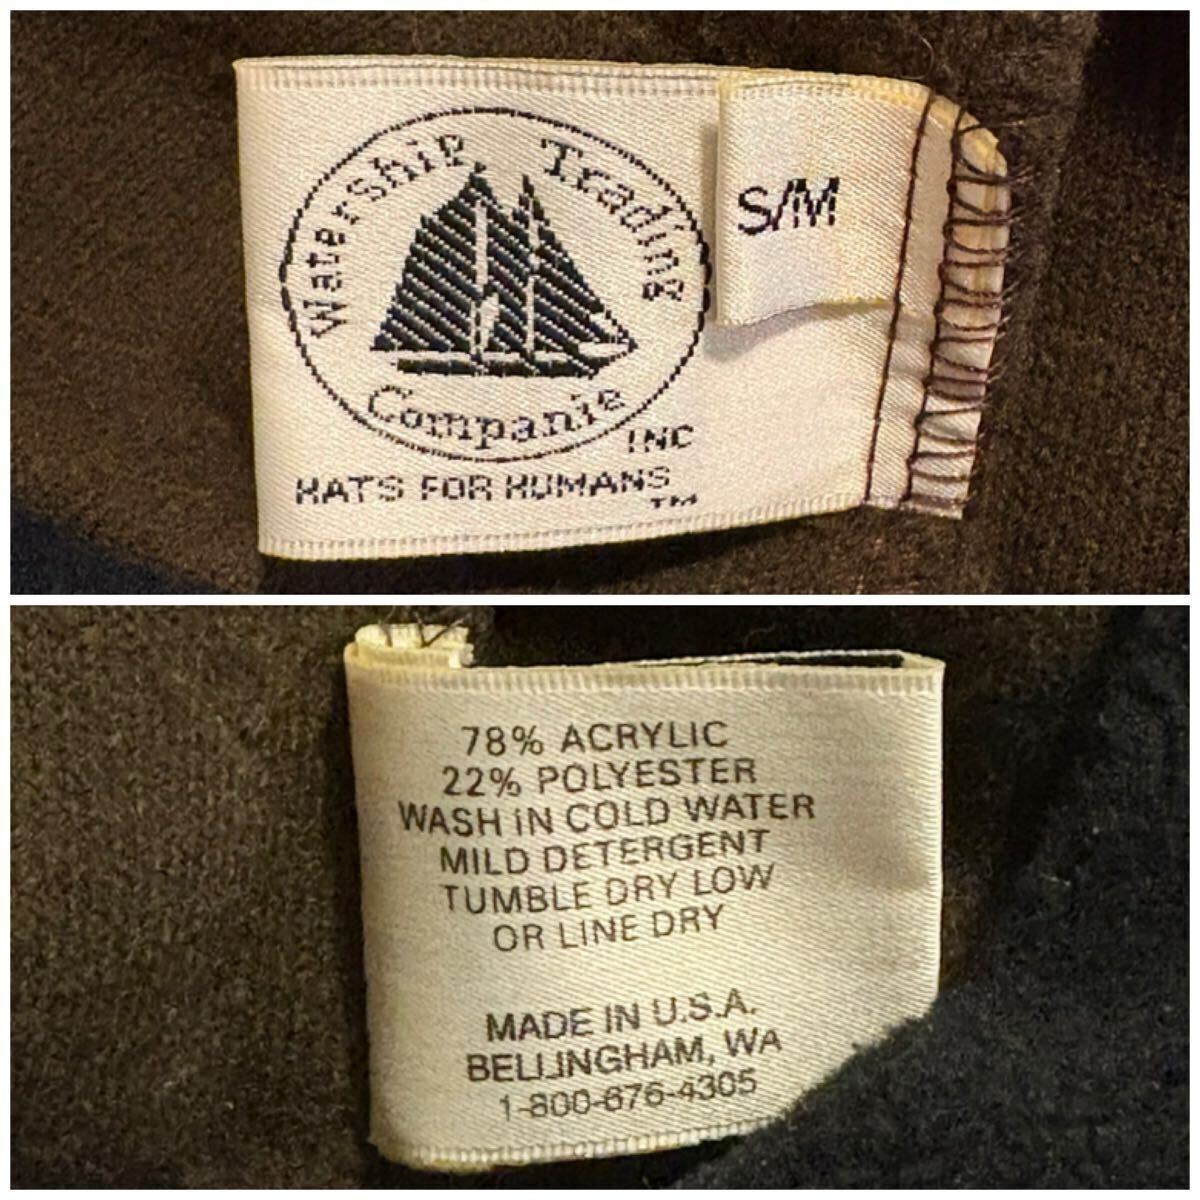 Watership Trading
Companie
INC
HATS FOR HUMANS
TM
S/M
78% ACRYLIC
22% POLYESTER
WASH IN COLD WATER
MILD DETERGENT
TUMBLE DRY LOW
OR LINE DRY
MADE IN U.S.A.
BELLINGHAM, WA
1-800-676-4305